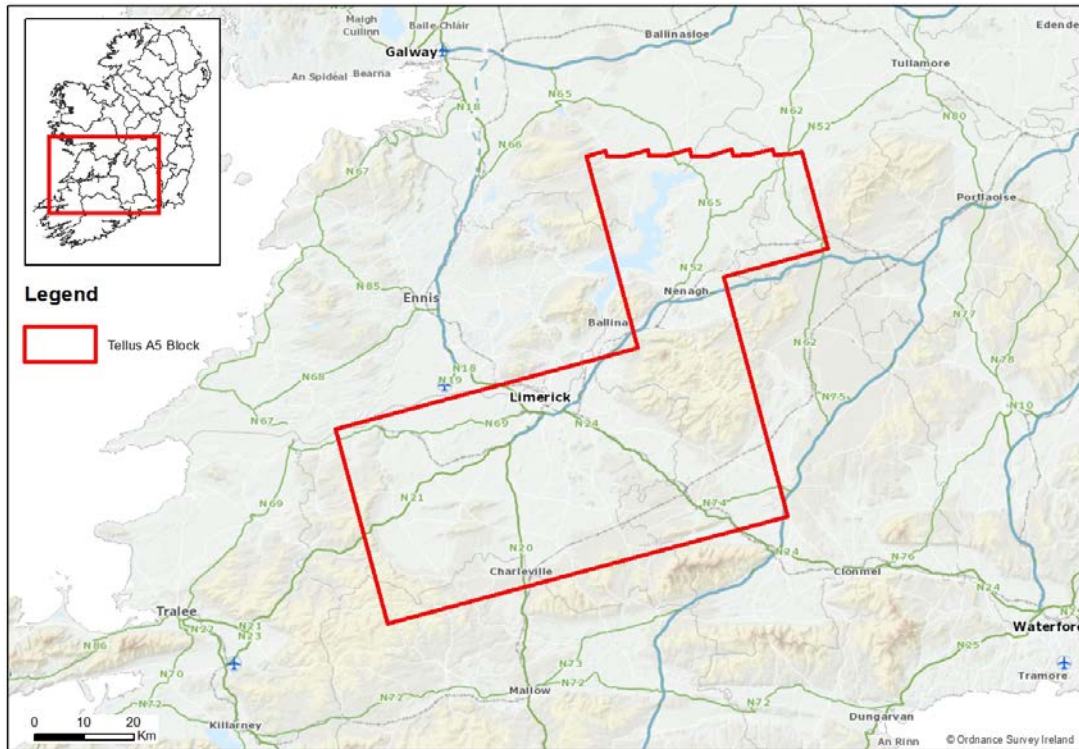 Maigh
Cuilinn
Baile Chláir
Galway
An Spidéal
Bearna
Ballinasloe
Edende
Tullamore
N18
N65
N62
N52
N80
N66
N67
Portlaoise
N65
Legend
Tellus A5 Block
N85
Ennis
N52
Nenagh
Ballina
N62
N77
N78
N68
N18
N19
Limerick
N75
N10
N67
N69
N24
N69
N21
N74
N20
Charleville
N24
N76
Clonmel
N24
Waterford
Tralee
N22
N21
N23
N86
N25
N70
N73
Tramore
N72
Mallow
N72
N72
N72
Killarney
Dungarvan
An Rinn
0 10 20
Km
© Ordnance Survey Ireland